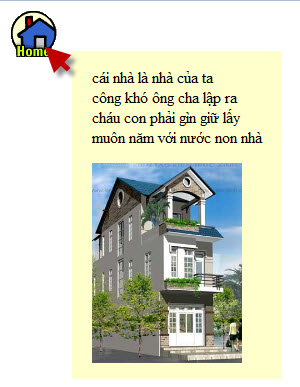 Home
cái nhà là nhà của ta
công khó ông cha lập ra
cháu con phải gìn giữ lấy
muôn năm với nước non nhà